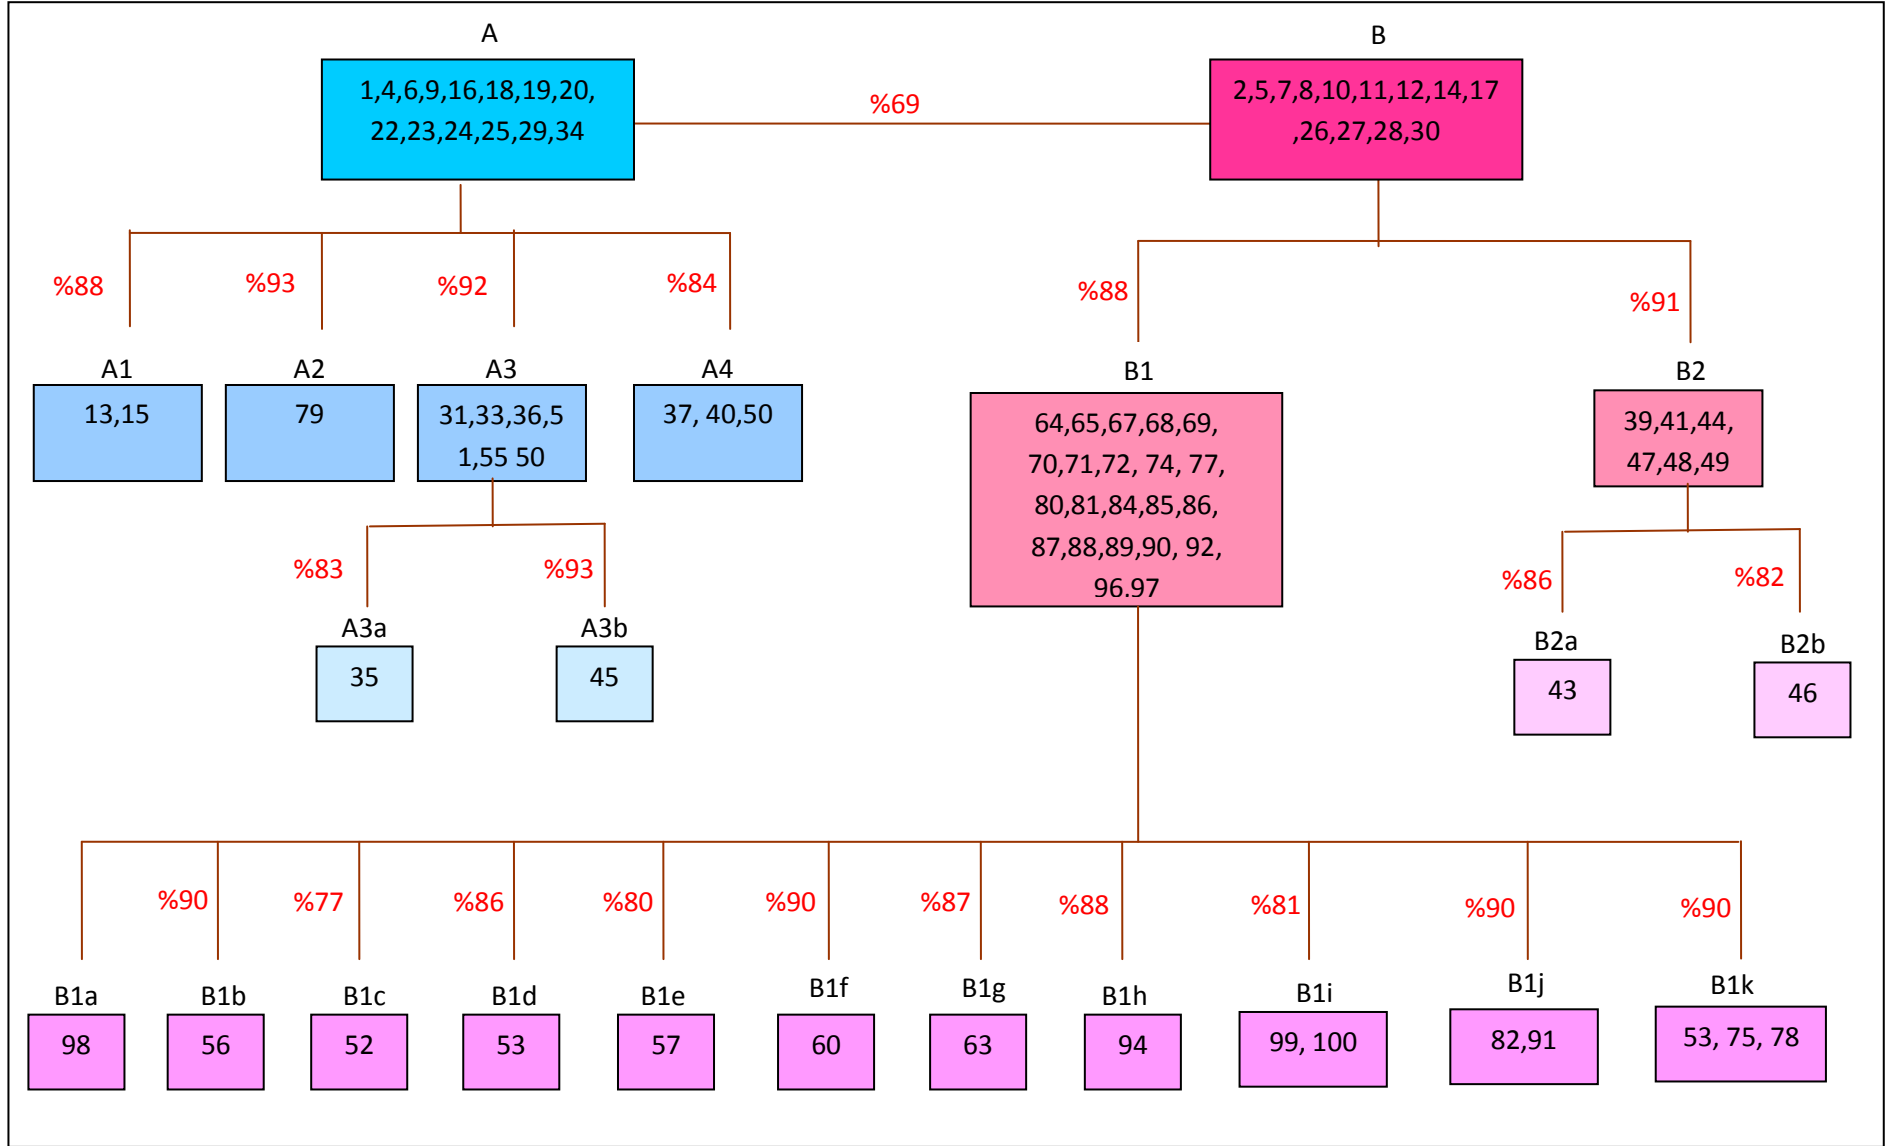 A
B
1,4,6,9,16,18,19,20,
22,23,24,25,29,34
%69
2,5,7,8,10,11,12,14,17
,26,27,28,30
%88
%93
%92
%84
%88
%91
A1
A2
A3
A4
B1
B2
13,15
79
31,33,36,5
1,55 50
37, 40,50
64,65,67,68,69,
70,71,72, 74, 77,
80,81,84,85,86,
87,88,89,90, 92,
96.97
39,41,44,
47,48,49
%83
%93
%86
%82
A3a
A3b
B2a
B2b
35
45
43
46
%90
%77
%86
%80
%90
%87
%88
%81
%90
%90
B1a
B1b
B1c
B1d
B1e
B1f
B1g
B1h
B1i
B1j
B1k
98
56
52
53
57
60
63
94
99, 100
82,91
53, 75, 78